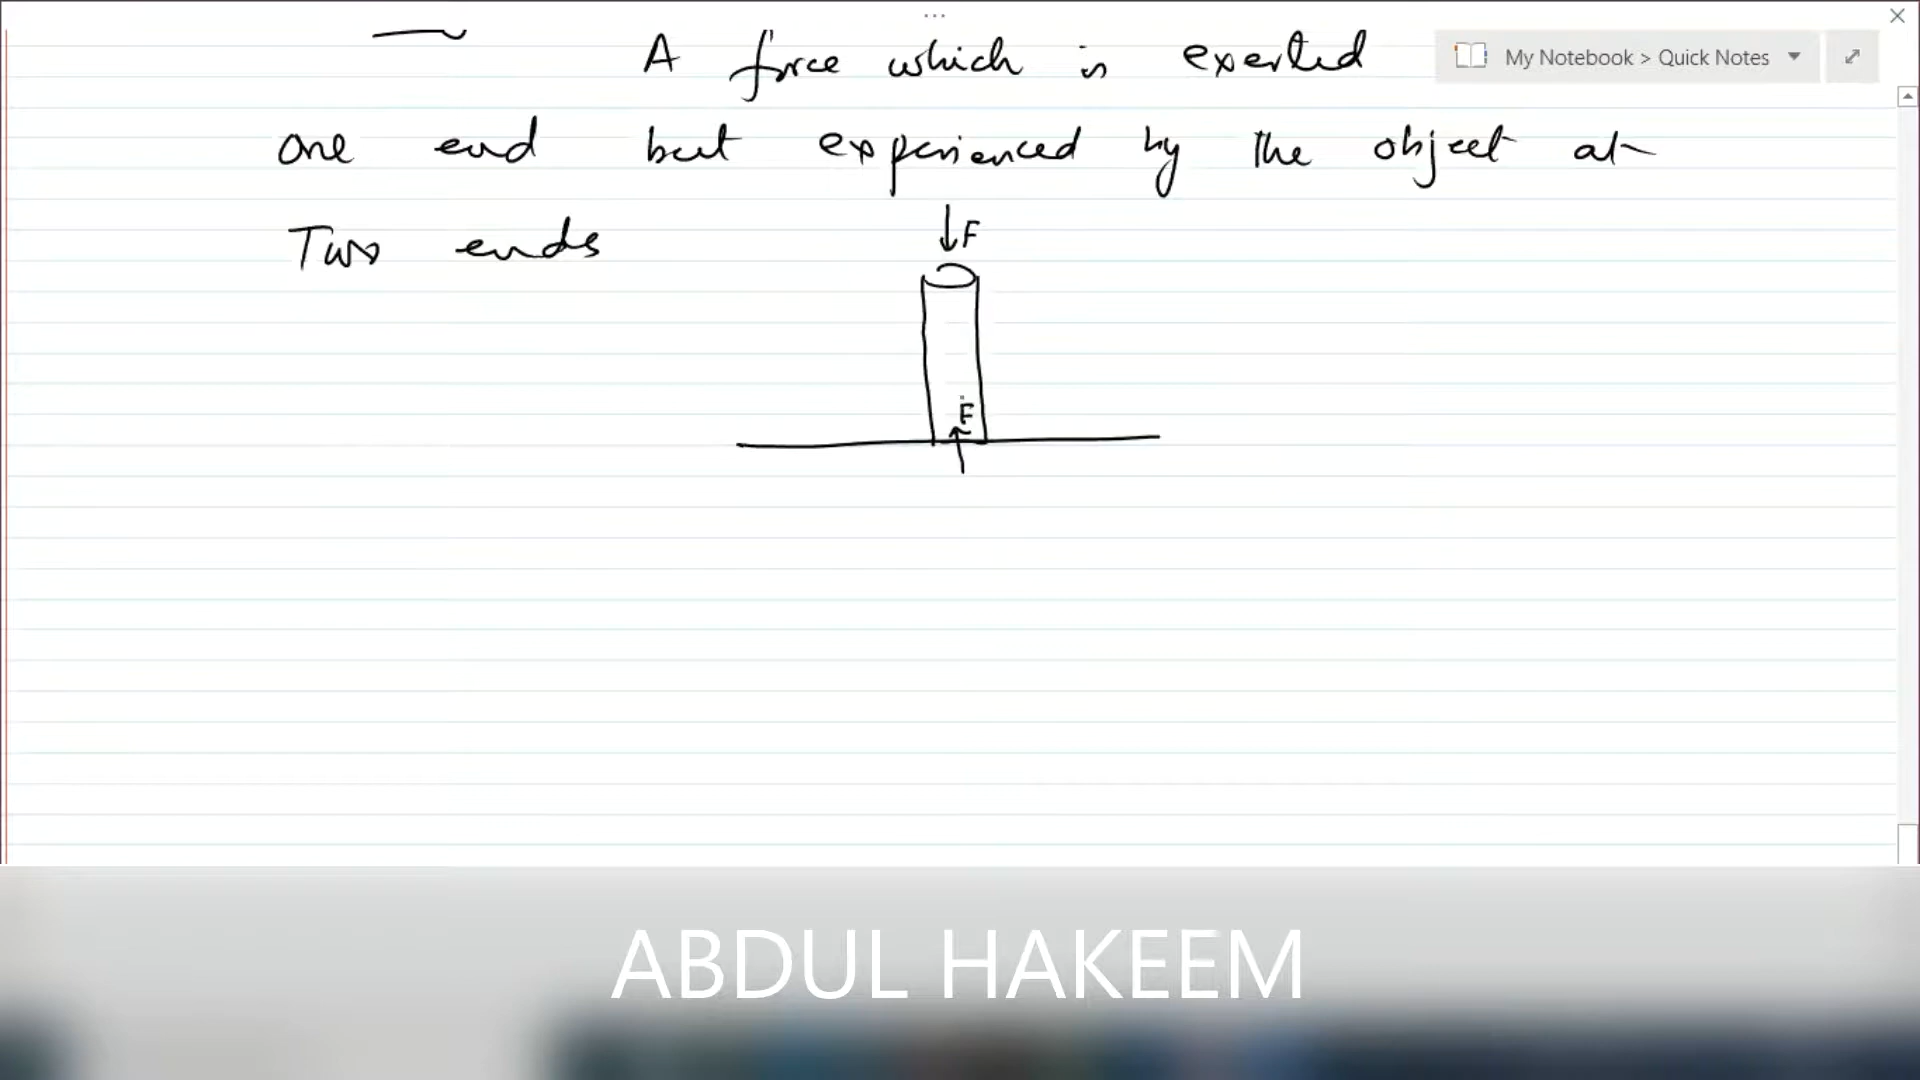 A force which is exerted
My Notebook > Quick Notes
one end but experienced by the object at
Two ends
F
F
ABDUL HAKEEM